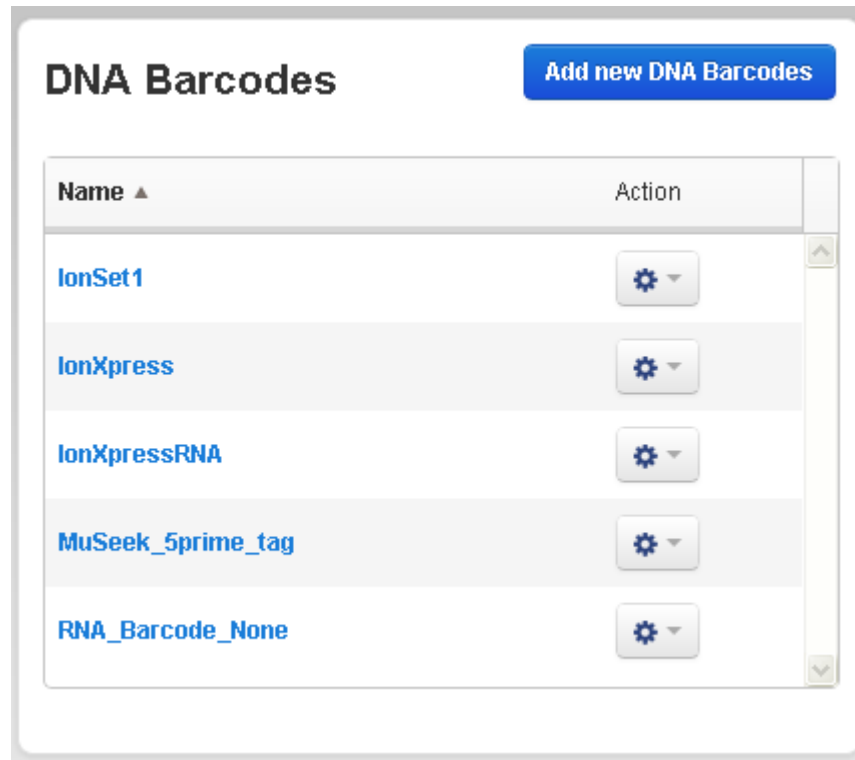 DNA Barcodes
Add new DNA Barcodes
Name
Action
IonSet1
IonXpress
IonXpressRNA
MuSeek_5prime_tag
RNA_Barcode_None